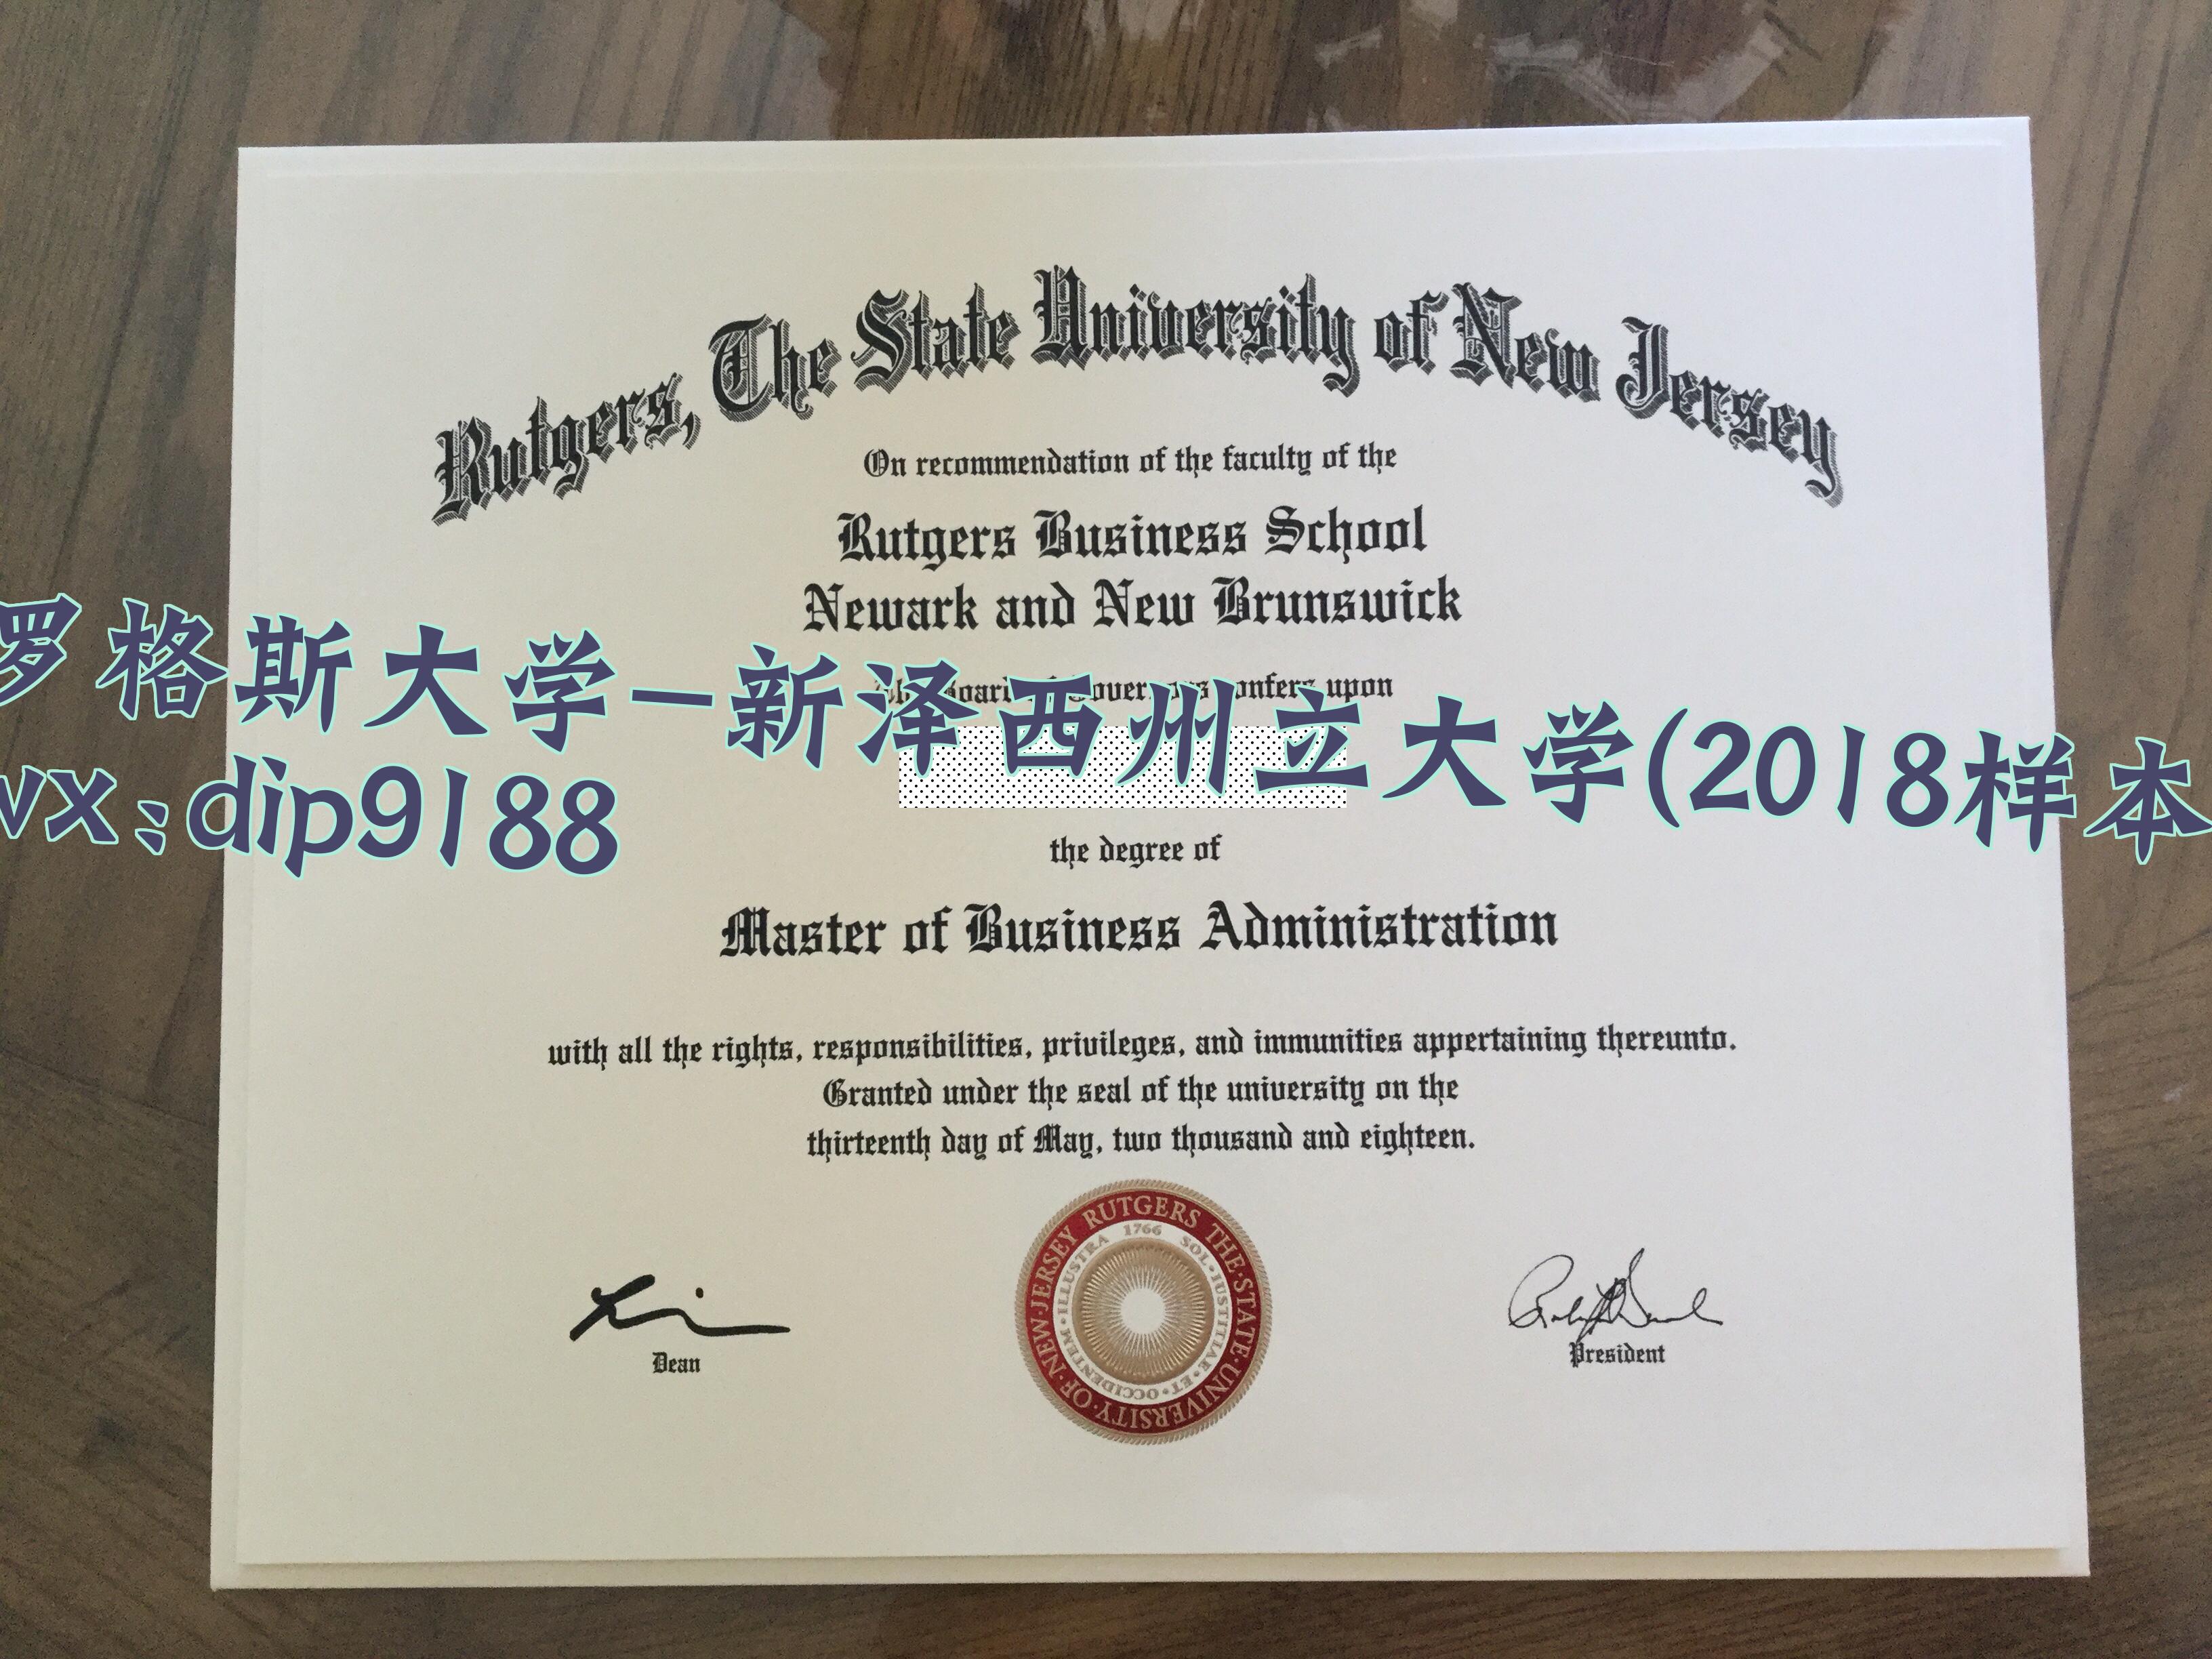 Rutgers, The State University of New Jersey
On recommendation of the faculty of the
Rutgers Business School
Newark and New Brunswick
upon
罗格斯大学-新泽西州立大学(2018样本
wx:dip9188
the degree of
Master of Business Administration
with all the rights, responsibilities, privileges, and immunities appertaining thereunto.
Granted under the seal of the university on the
thirteenth day of May, two thousand and eighteen.
RUTGERS THE·STATE·UNIVERSITY·OF·NEW·JERSEY
1766 SOL·IUSTITIAE·ET·OCCIDENTEM·ILLUSTRA
Dean
President